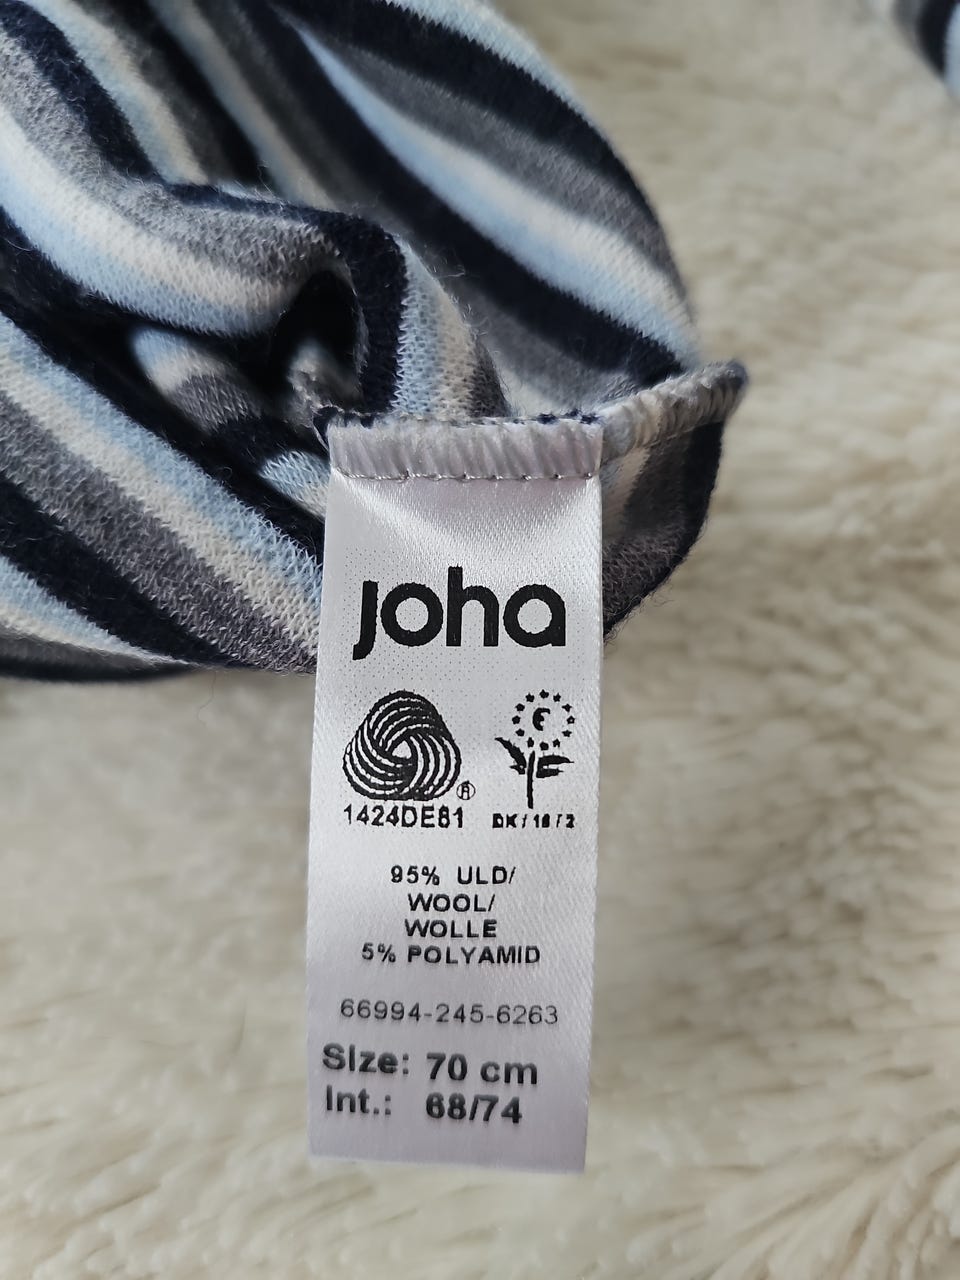 joha
®
1424DE81 DK/16/2
95% ULD/
WOOL/
WOLLE
5% POLYAMID
66994-245-6263
Size: 70 cm
Int.: 68/74